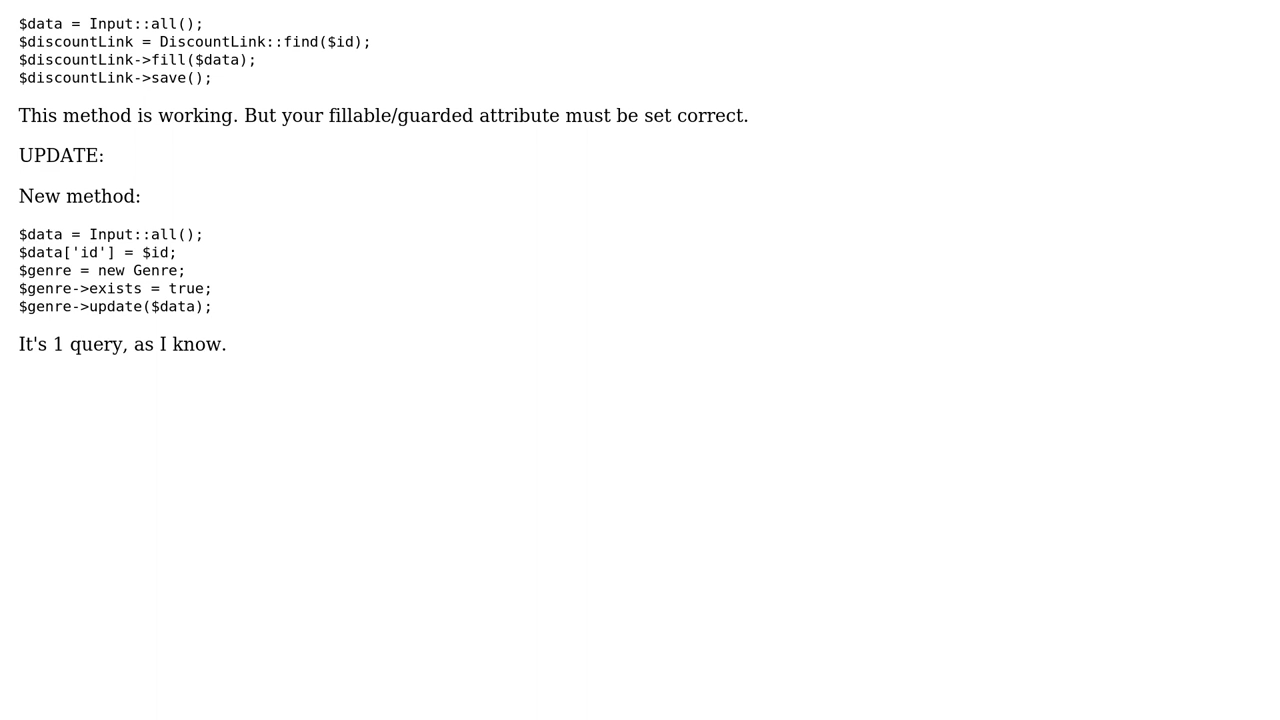 $data = Input::all();
$discountLink = DiscountLink::find($id);
$discountLink->fill($data);
$discountLink->save();
This method is working. But your fillable/guarded attribute must be set correct.
UPDATE:
New method:
$data = Input::all();
$data['id'] = $id;
$genre = new Genre;
$genre->exists = true;
$genre->update($data);
It's 1 query, as I know.